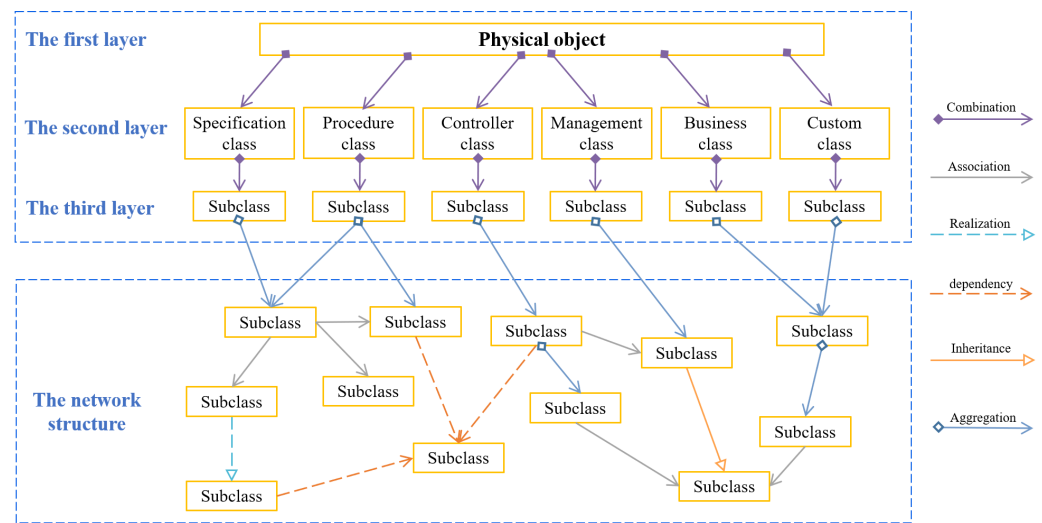 The first layer
Physical object
Combination
The second layer
Specification
class
Procedure
class
Controller
class
Management
class
Business
class
Custom
class
Association
The third layer
Subclass
Subclass
Subclass
Subclass
Subclass
Subclass
Realization
dependency
Subclass
Subclass
Subclass
Subclass
Subclass
Inheritance
The network
structure
Subclass
Subclass
Subclass
Subclass
Aggregation
Subclass
Subclass
Subclass